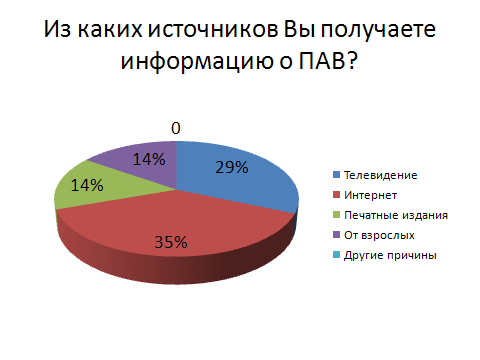 Из каких источников Вы получаете
информацию о ПАВ?
0
14%
29%
14%
35%
Телевидение
Интернет
Печатные издания
От взрослых
Другие причины